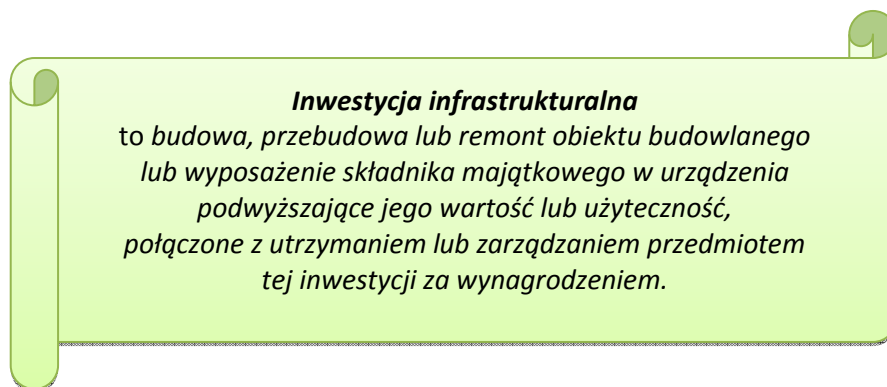 Inwestycja infrastrukturalna
to budowa, przebudowa lub remont obiektu budowlanego
lub wyposażenie składnika majątkowego w urządzenia
podwyższające jego wartość lub użyteczność,
połączone z utrzymaniem lub zarządzaniem przedmiotem
tej inwestycji za wynagrodzeniem.